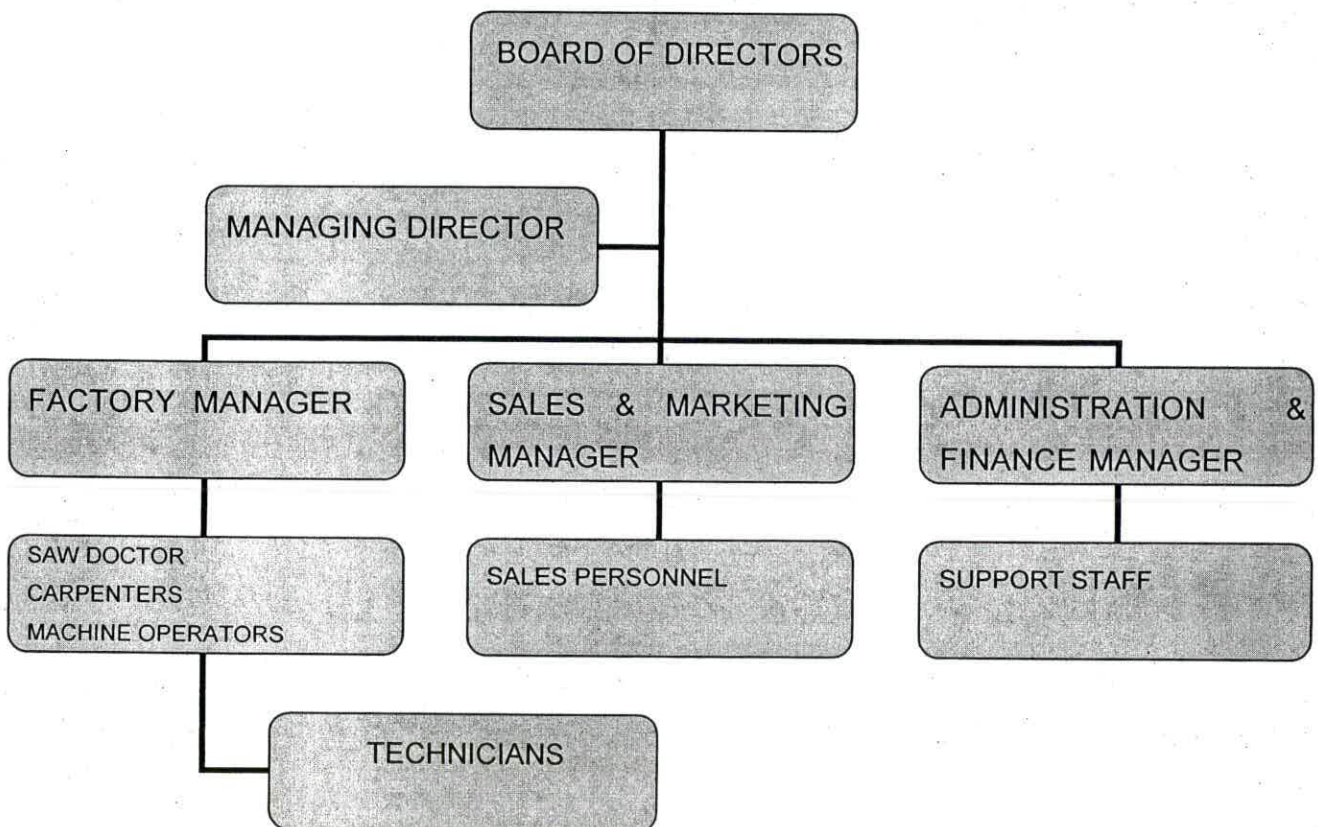 BOARD OF DIRECTORS
MANAGING DIRECTOR
FACTORY MANAGER
SALES & MARKETING
MANAGER
ADMINISTRATION &
FINANCE MANAGER
SAW DOCTOR
CARPENTERS
MACHINE OPERATORS
SALES PERSONNEL
SUPPORT STAFF
TECHNICIANS